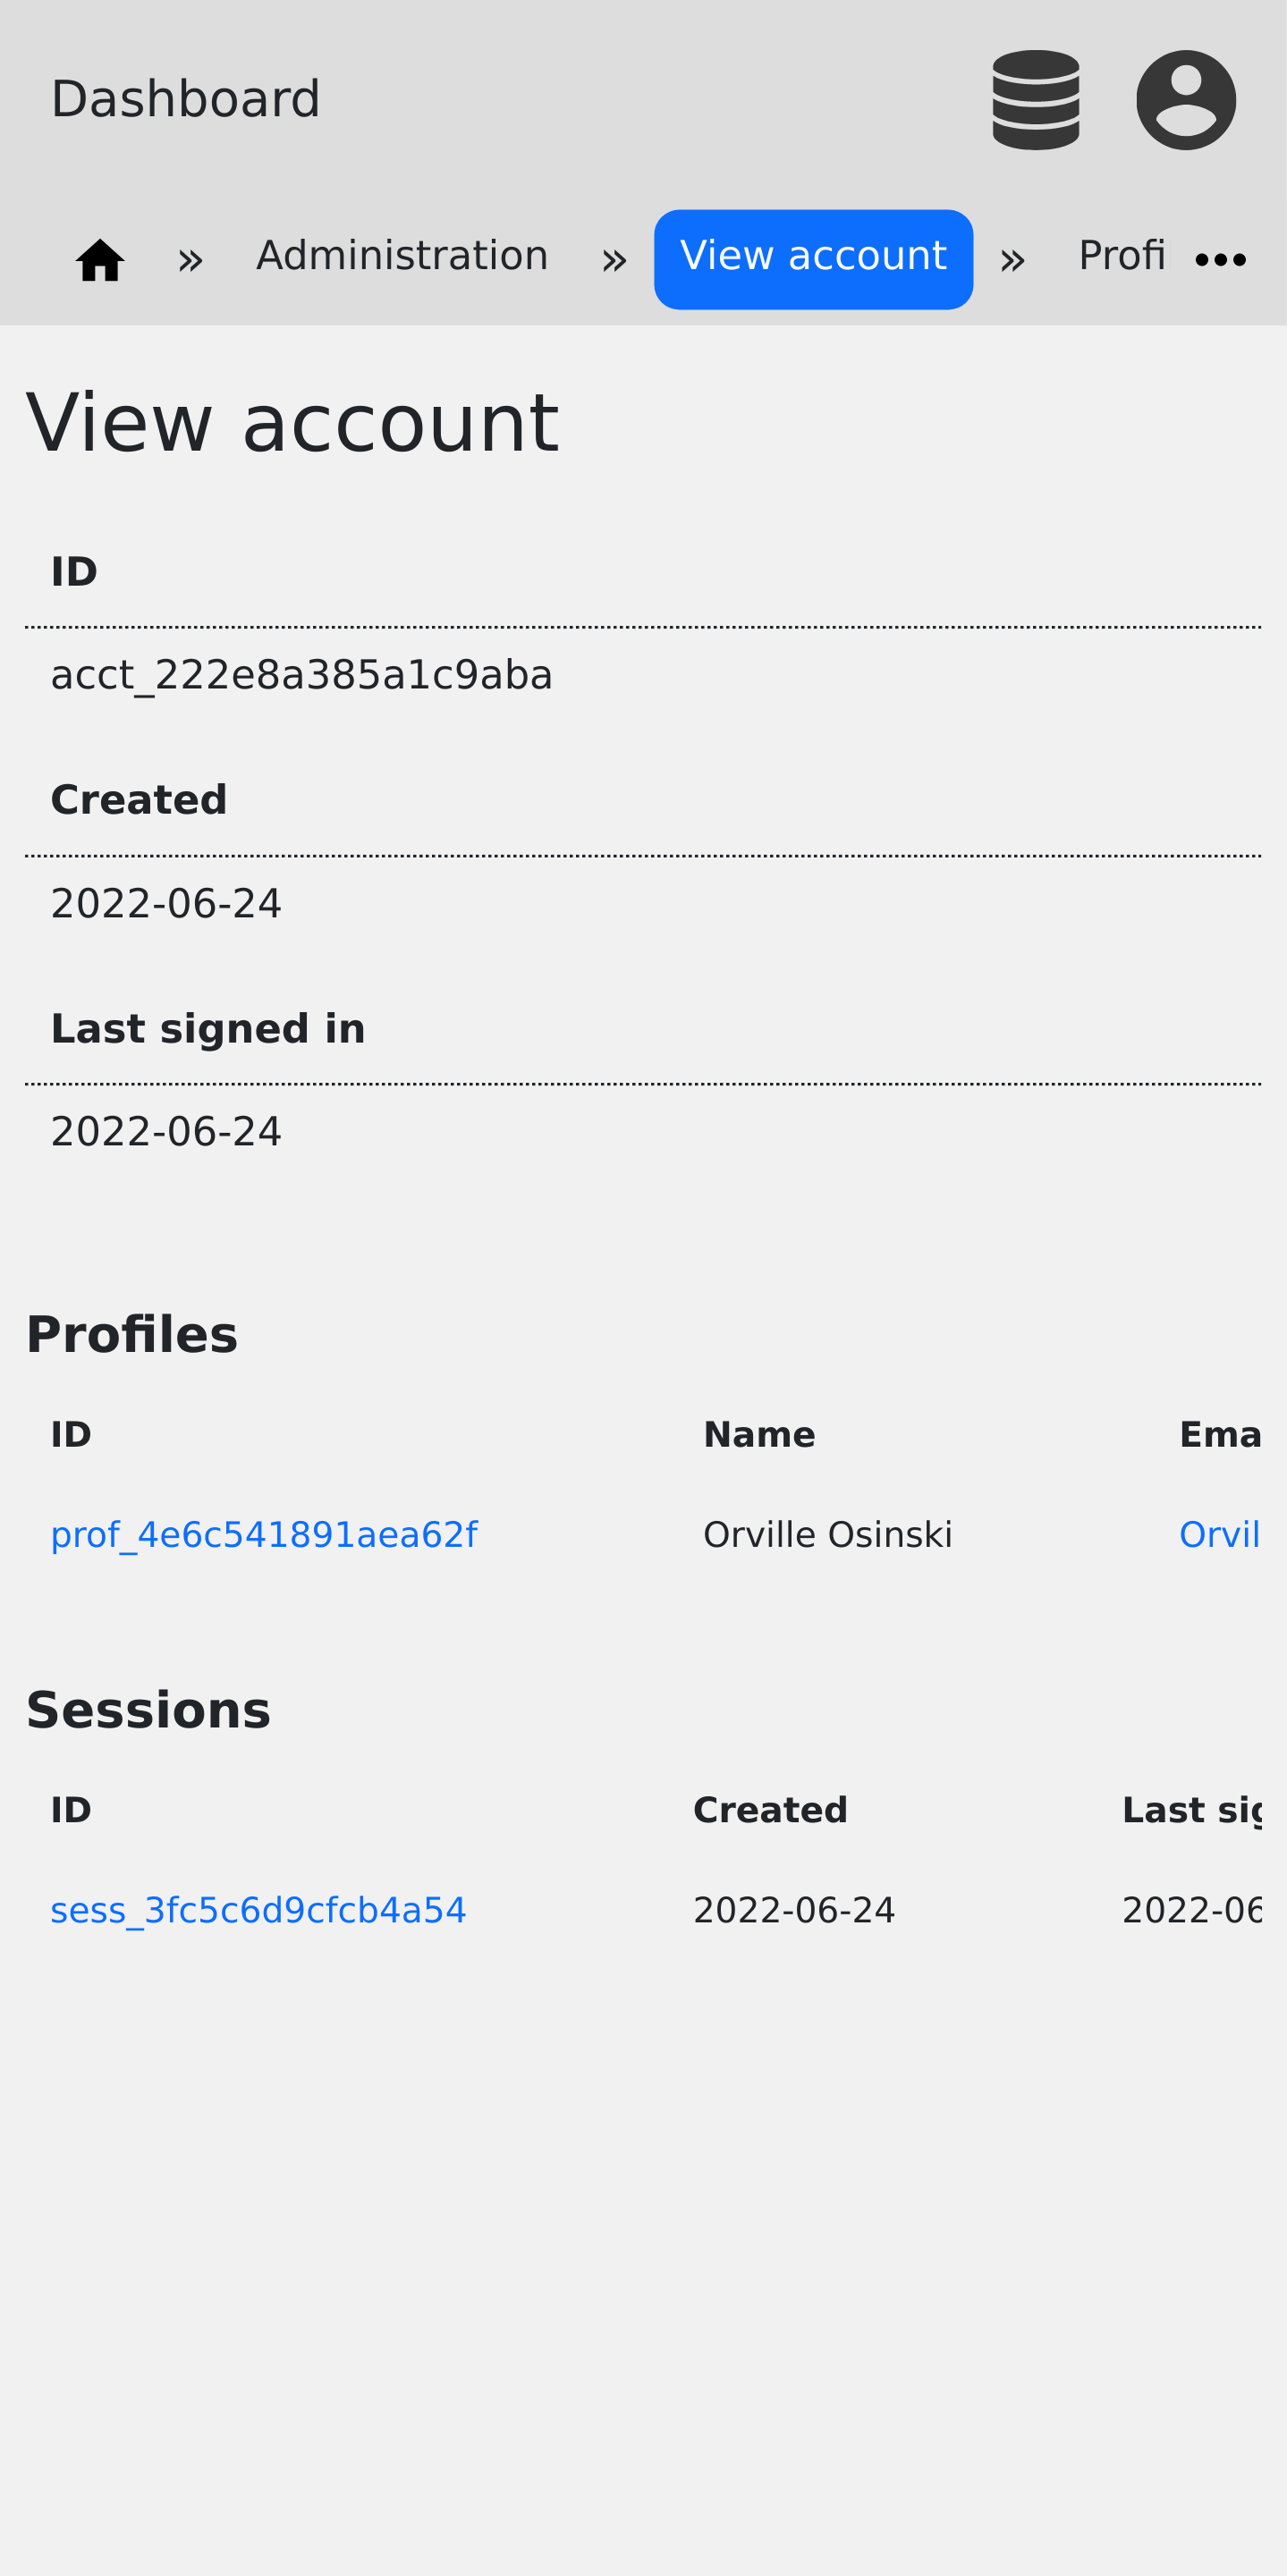 Dashboard
» Administration » View account » Profi
View account
ID
acct_222e8a385a1c9aba
Created
2022-06-24
Last signed in
2022-06-24
Profiles
ID Name Ema
prof_4e6c541891aea62f Orville Osinski Orvil
Sessions
ID Created Last sig
sess_3fc5c6d9cfcb4a54 2022-06-24 2022-06